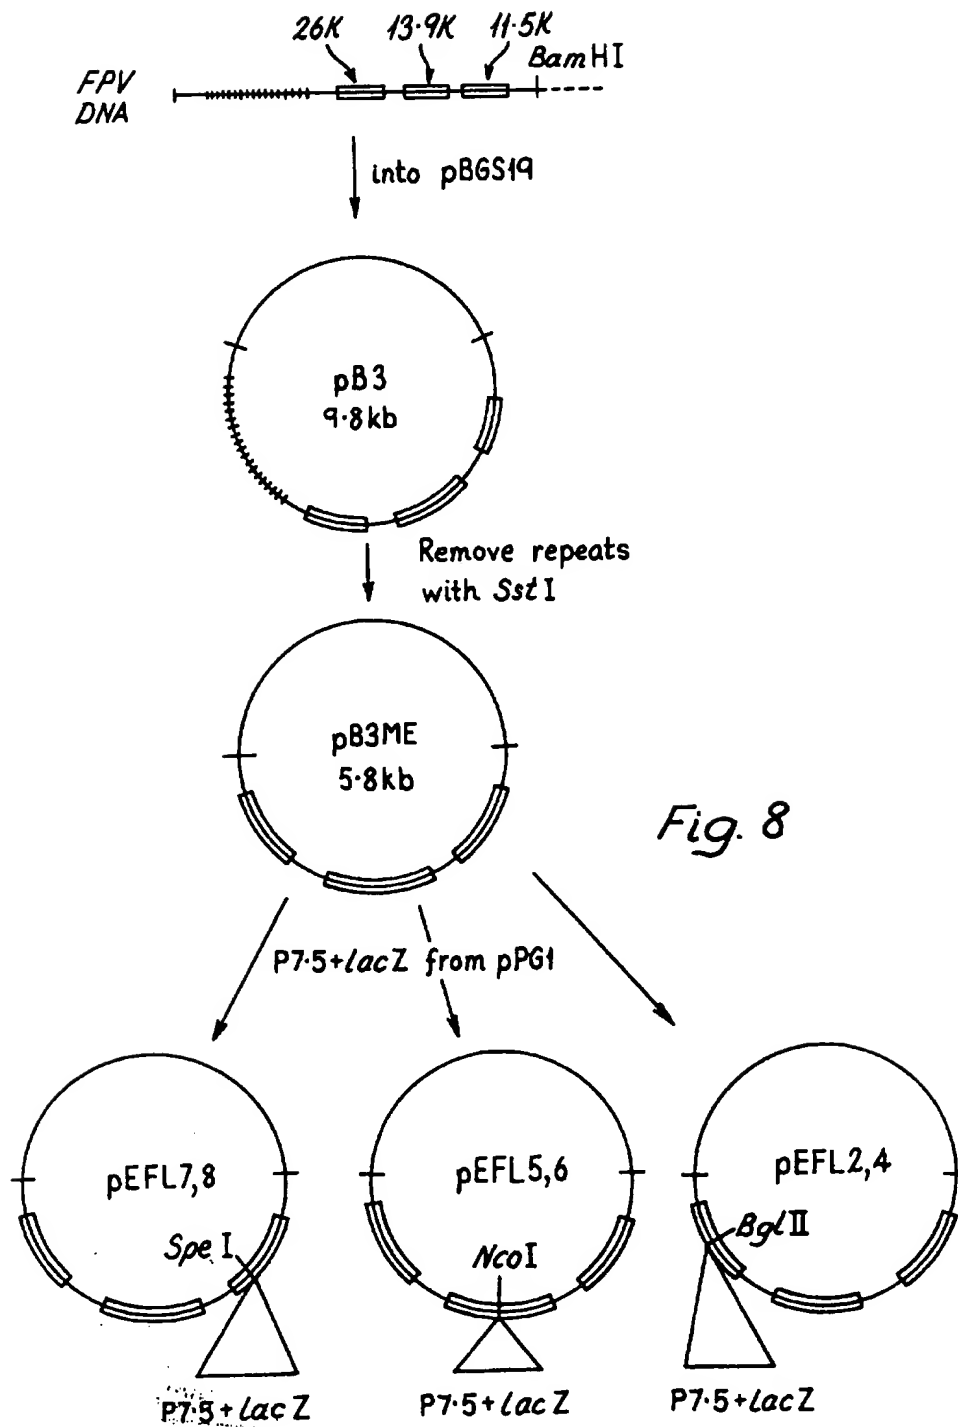 26K 13.9K 11.5K
BamHI
FPV
DNA
into pBGS19
pB3
9.8kb
Remove repeats
with SstI
pB3ME
5.8kb
Fig. 8
P7.5+lacZ from pPG1
pEFL7,8
pEFL5,6
pEFL2,4
SpeI
NcoI
BglII
P7.5+lacZ
P7.5+lacZ
P7.5+lacZ